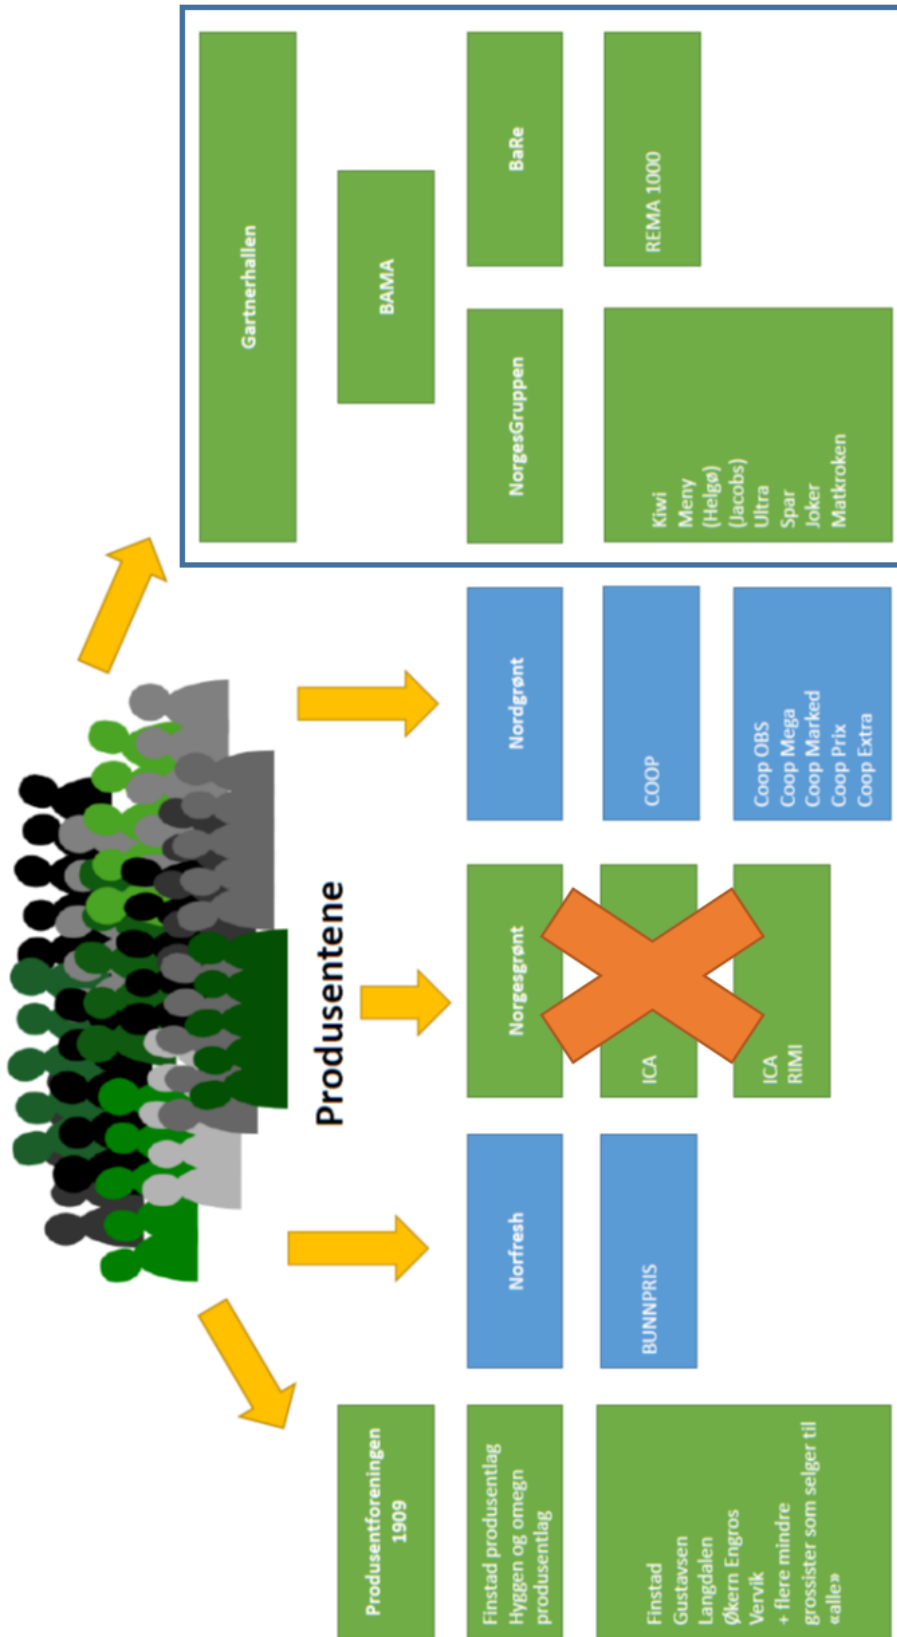 Produsentene
Produsentforeningen
1909
Finstad produsentlag
Hyggen og omegn
produsentlag
Finstad
Gustavsen
Langdalen
Økern Engros
Vervik
+ flere mindre
grossister som selger til
«alle»
Norfresh
BUNNPRIS
Norgesgrønt
ICA
ICA
RIMI
Nordgrønt
COOP
Coop OBS
Coop Mega
Coop Marked
Coop Prix
Coop Extra
Gartnerhallen
BAMA
NorgesGruppen
Kiwi
Meny
(Helgø)
(Jacobs)
Ultra
Spar
Joker
Matkroken
BaRe
REMA 1000